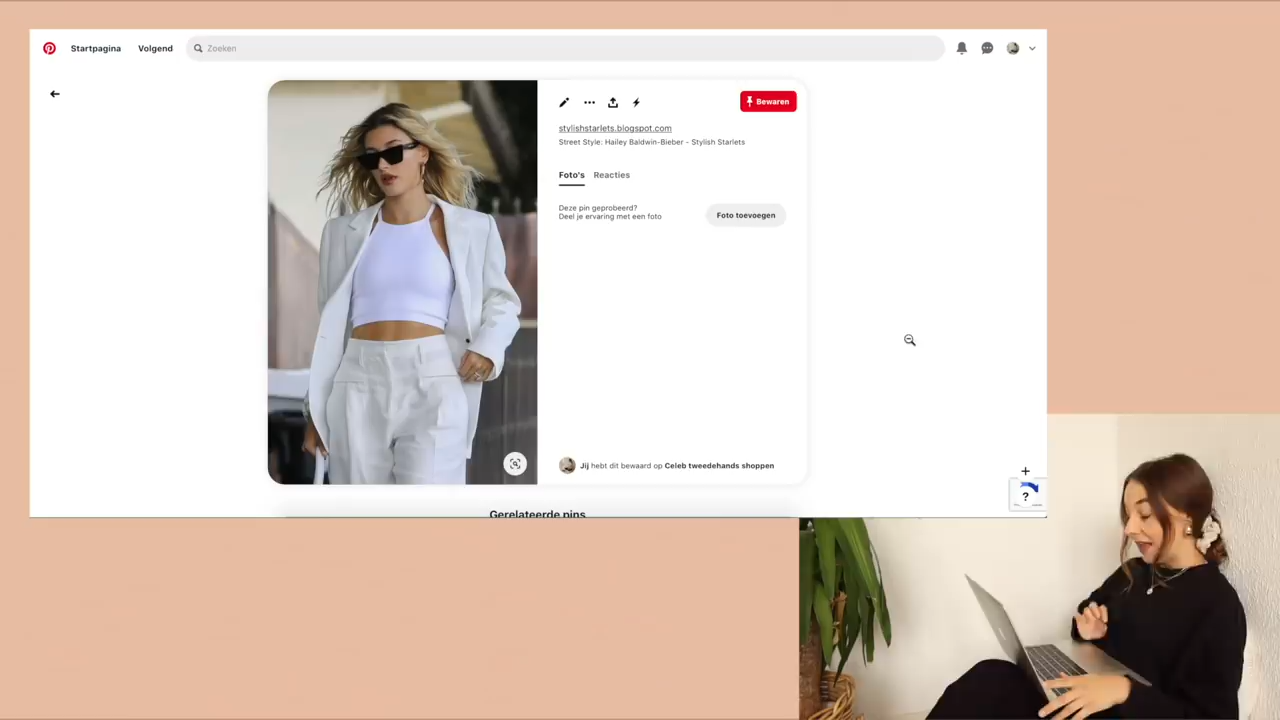 Startpagina
Volgend
Zoeken
Bewaren
stylishstarlets.blogspot.com
Street Style: Hailey Baldwin-Bieber - Stylish Starlets
Foto's
Reacties
Deze pin geprobeerd?
Deel je ervaring met een foto
Foto toevoegen
Jij hebt dit bewaard op Celeb tweedehands shoppen
+
?
Gerelateerde pins